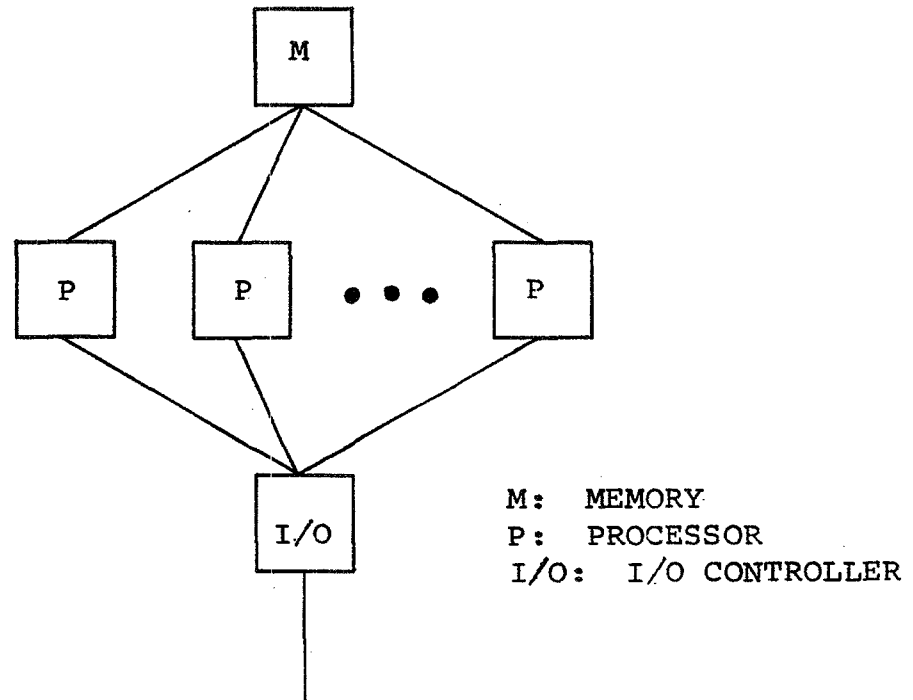 M
P P P
I/O
M: MEMORY
P: PROCESSOR
I/O: I/O CONTROLLER